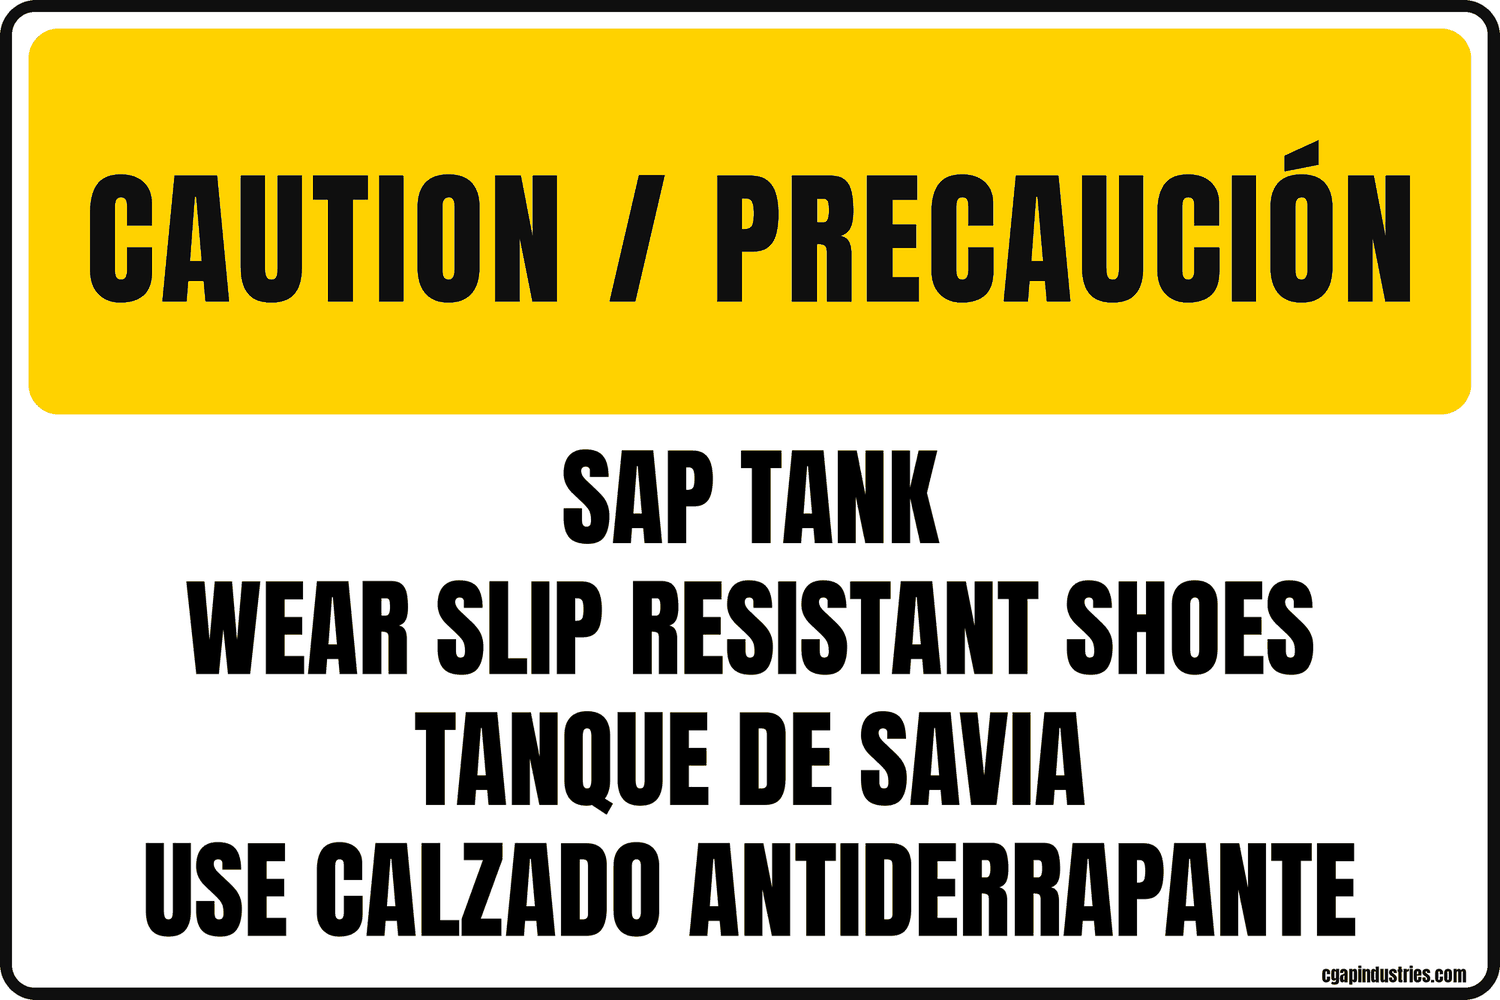 CAUTION / PRECAUCIÓN
SAP TANK
WEAR SLIP RESISTANT SHOES
TANQUE DE SAVIA
USE CALZADO ANTIDERRAPANTE
cgapindustries.com